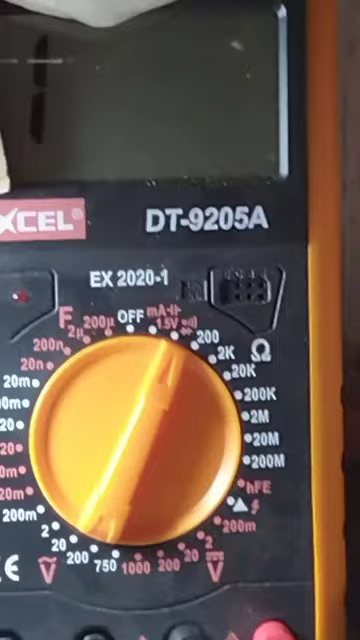 XCEL®
DT-9205A
EX 2020-1
F
2µ
200µ
OFF
mA
1.5V
200
Ω
2K
20K
200K
2M
20M
200M
hFE
200m
2
20
200
1000
V
750
200
20
2
200m
20m
20n
200n
CE